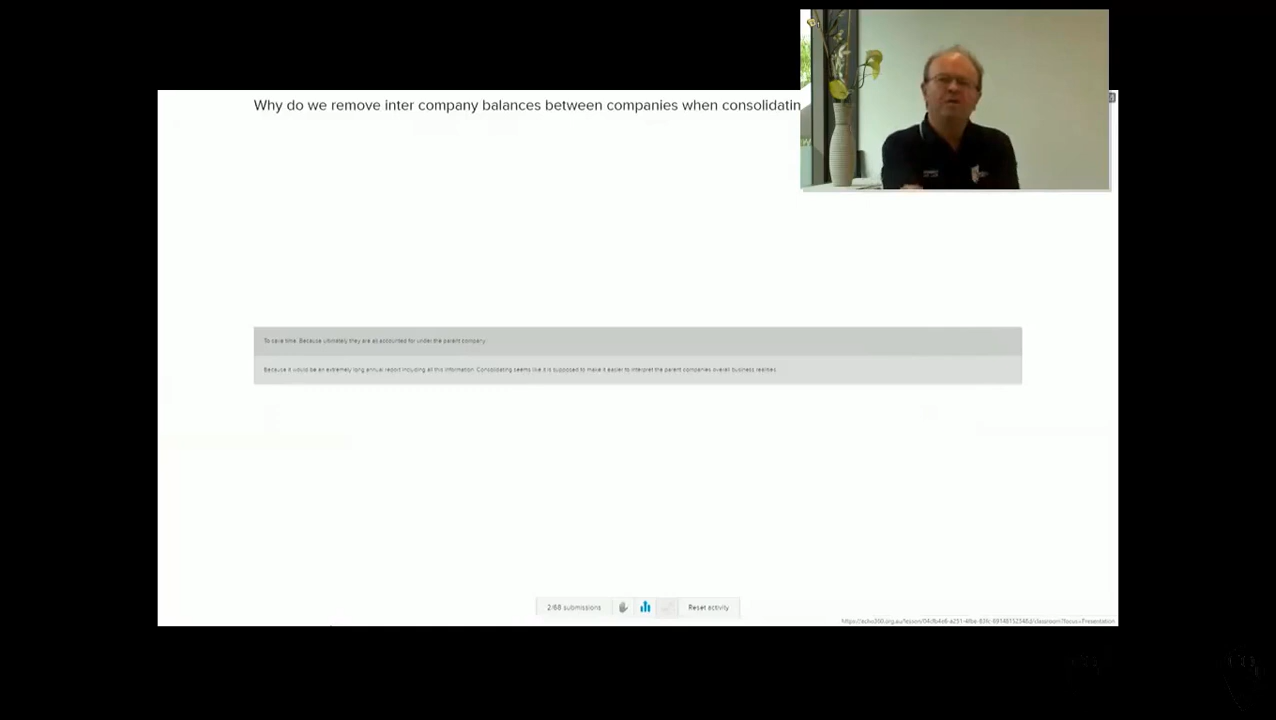 Why do we remove inter company balances between companies when consolidatin
To save time. Because ultimately they are all accounted for under the parent company
Because it would be an extremely long annual report including all this information. Consolidating seems like it is supposed to make it easier to interpret the parent companies overall business realities
2/68 submissions
Reset activity